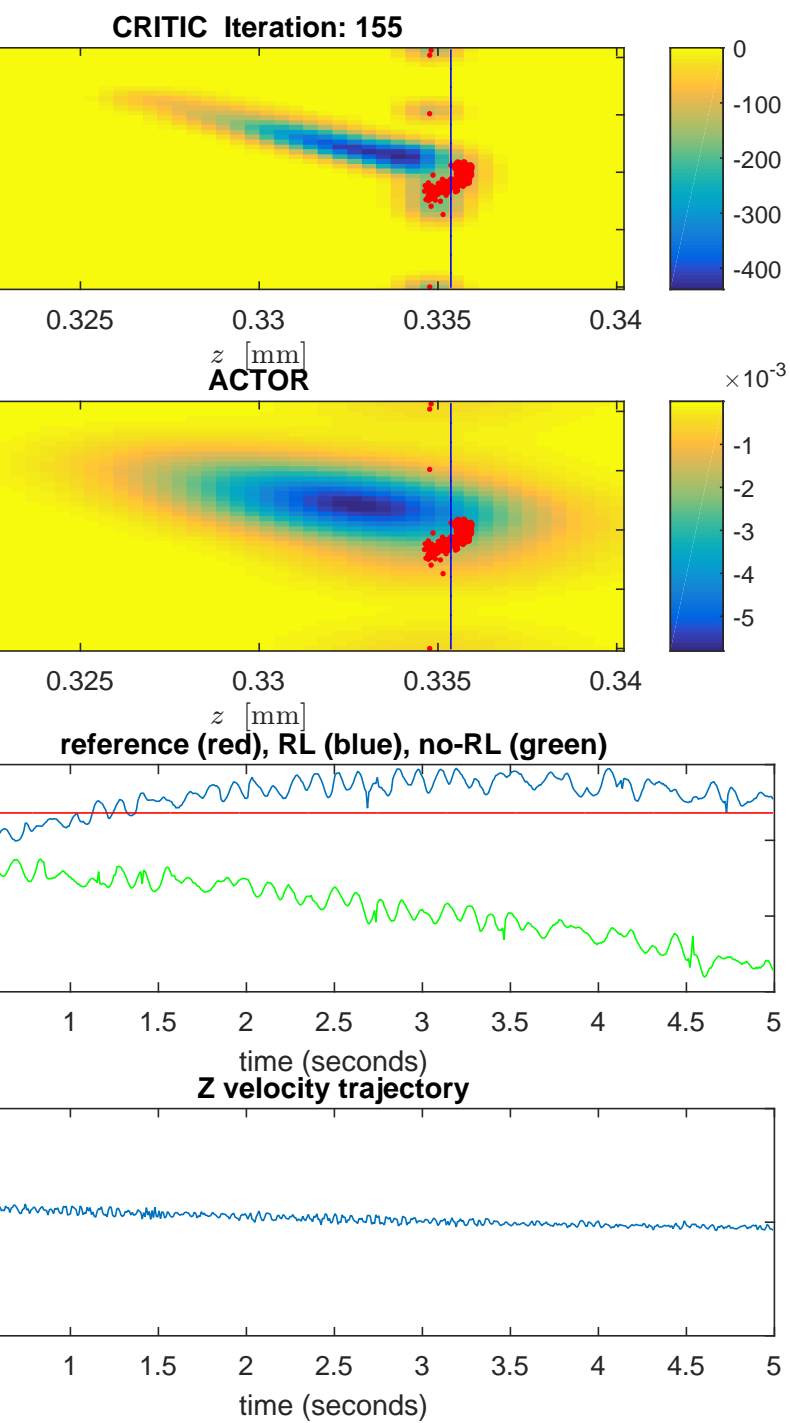 CRITIC Iteration: 155
0
-100
-200
-300
-400
0.325 0.33 0.335 0.34
z [mm]
ACTOR
×10-3
-1
-2
-3
-4
-5
0.325 0.33 0.335 0.34
z [mm]
reference (red), RL (blue), no-RL (green)
1 1.5 2 2.5 3 3.5 4 4.5 5
time (seconds)
Z velocity trajectory
1 1.5 2 2.5 3 3.5 4 4.5 5
time (seconds)